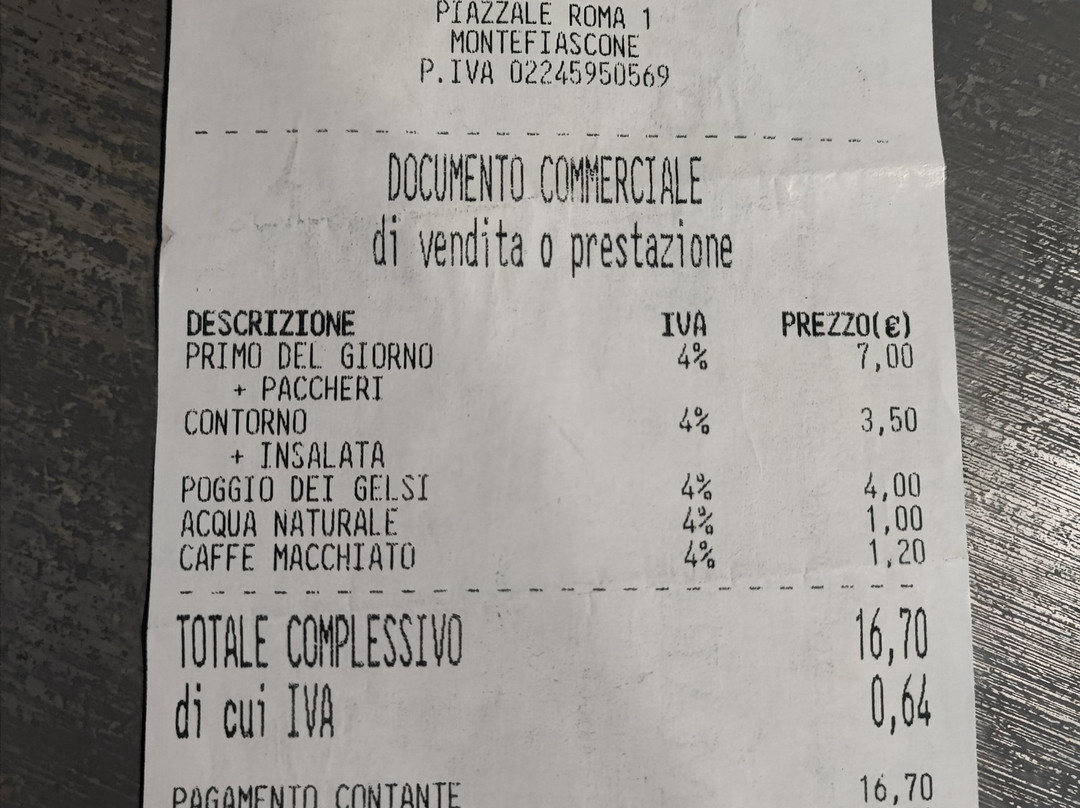 PIAZZALE ROMA 1
MONTEFIASCONE
P.IVA 02245950569
DOCUMENTO COMMERCIALE
di vendita o prestazione
DESCRIZIONE IVA PREZZO(€)
PRIMO DEL GIORNO 4% 7,00
+ PACCHERI
CONTORNO 4% 3,50
+ INSALATA
POGGIO DEI GELSI 4% 4,00
ACQUA NATURALE 4% 1,00
CAFFE MACCHIATO 4% 1,20
TOTALE COMPLESSIVO 16,70
di cui IVA 0,64
PAGAMENTO CONTANTE 16,70